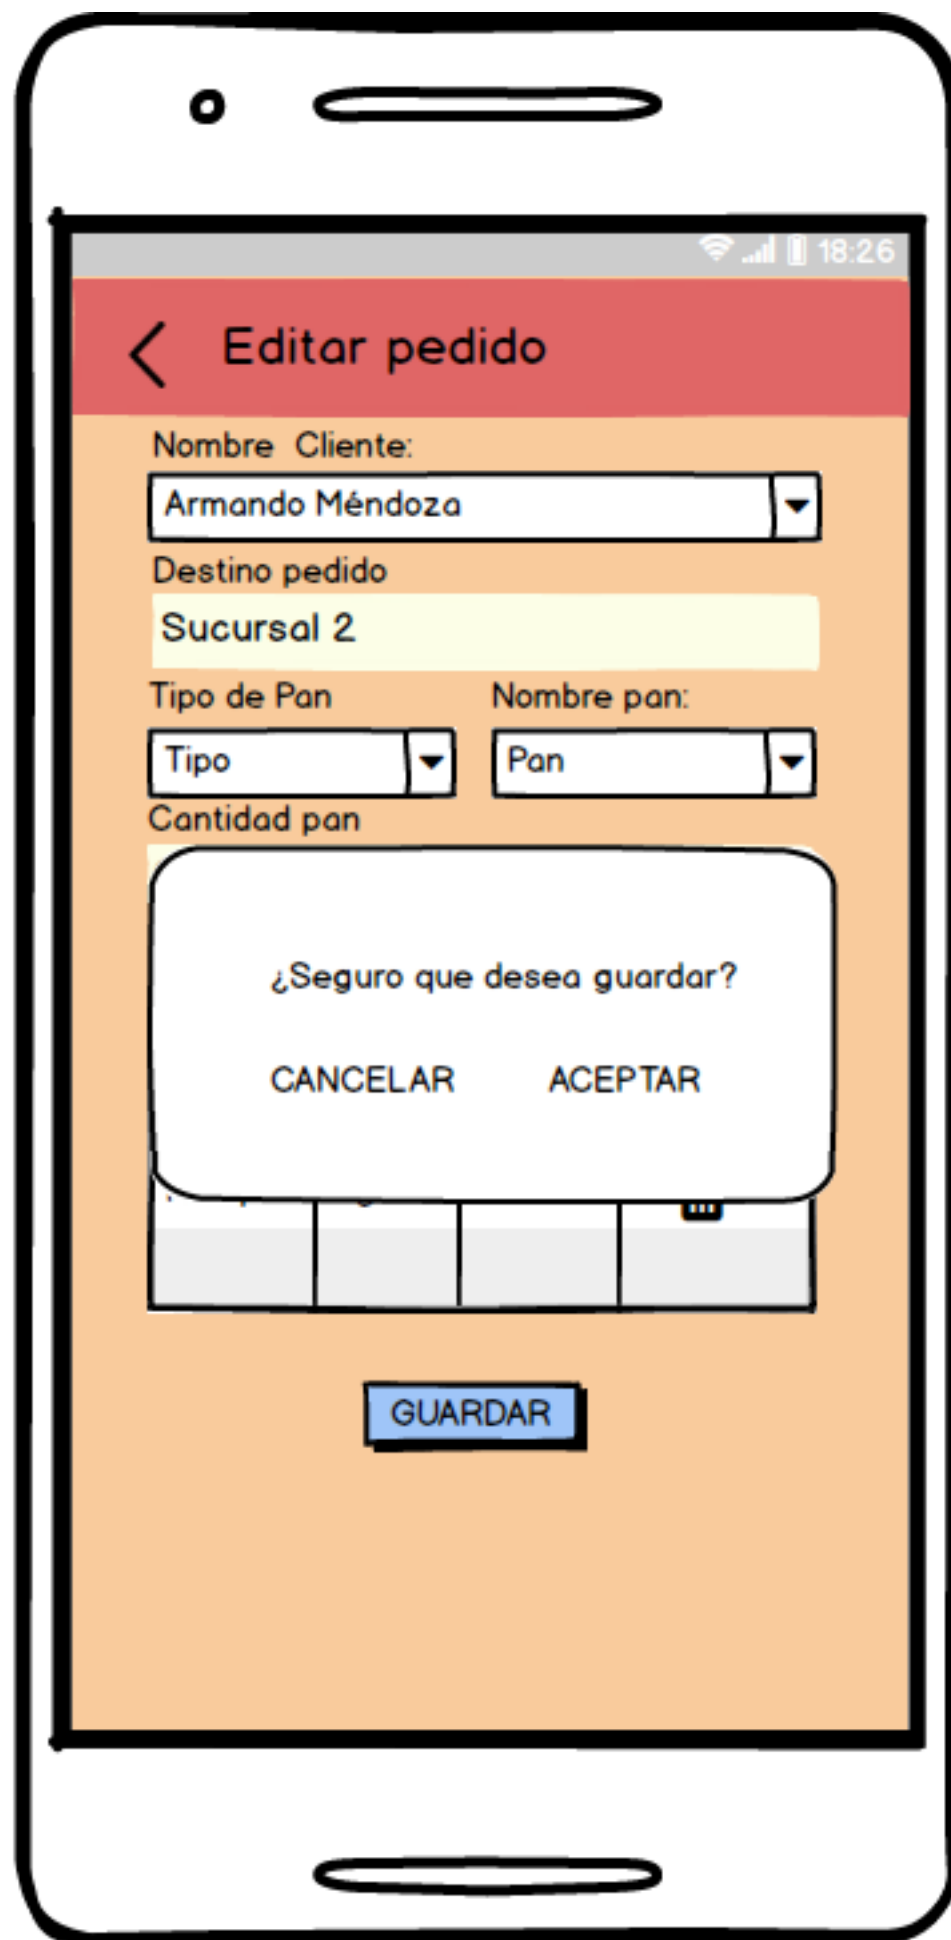 18:26
Editar pedido
Nombre Cliente:
Armando Méndoza
Destino pedido
Sucursal 2
Tipo de Pan Nombre pan:
Tipo Pan
Cantidad pan
¿Seguro que desea guardar?
CANCELAR ACEPTAR
GUARDAR